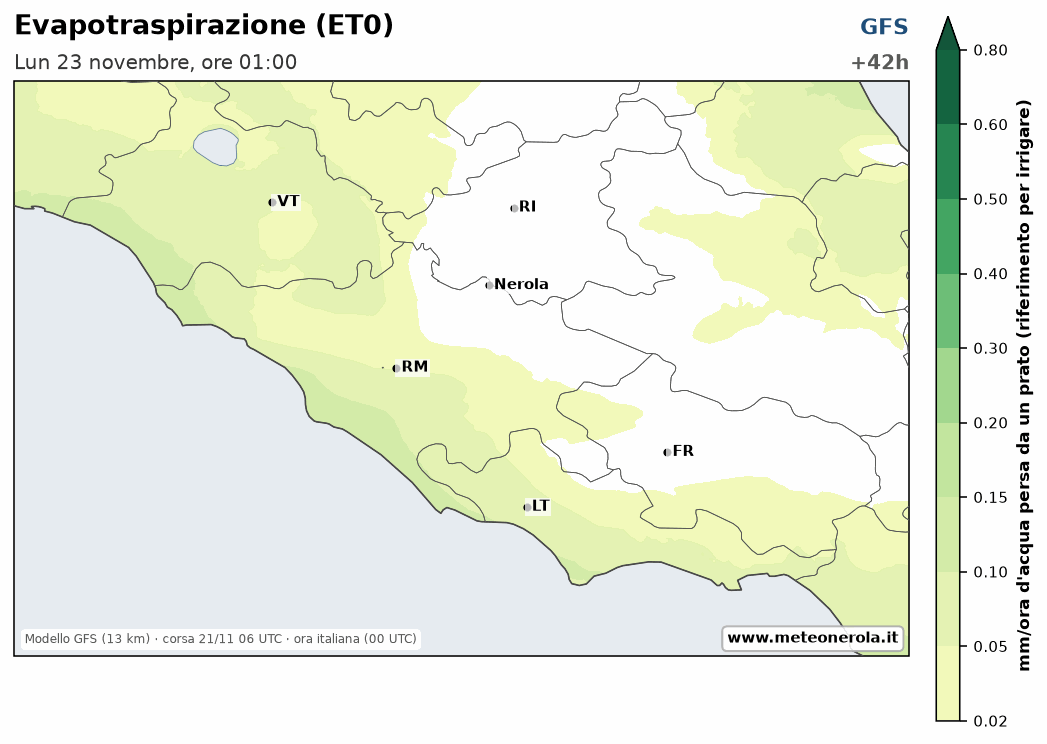 Evapotraspirazione (ET0)
GFS
Lun 23 novembre, ore 01:00
+42h
VT
RI
Nerola
RM
FR
LT
Modello GFS (13 km) · corsa 21/11 06 UTC · ora italiana (00 UTC)
www.meteonerola.it
0.80
0.60
0.50
0.40
0.30
0.20
0.15
0.10
0.05
0.02
mm/ora d'acqua persa da un prato (riferimento per irrigare)